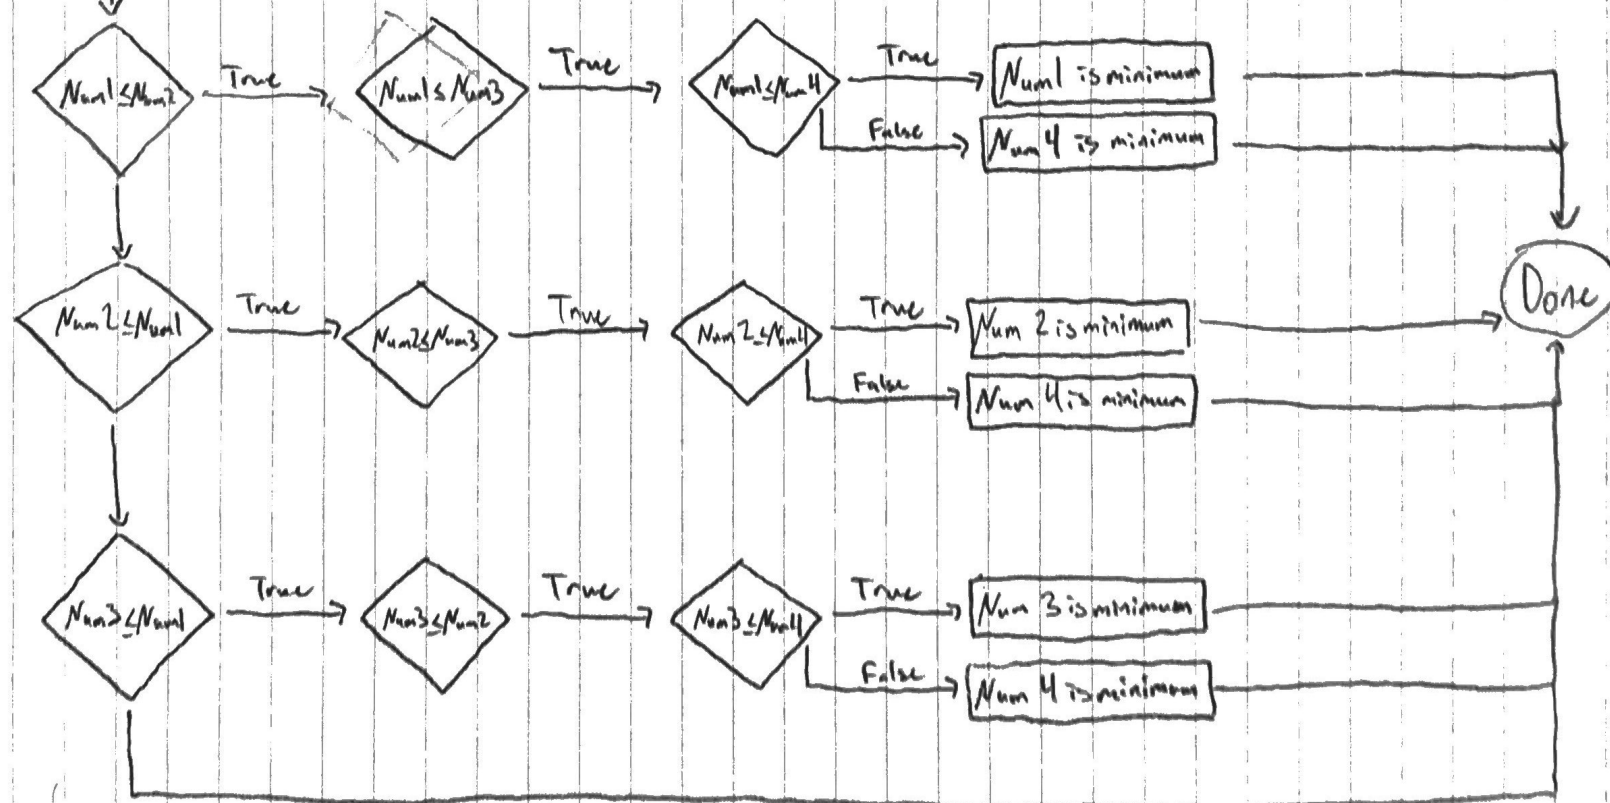 Num1≤Num2
True
Num1≤Num3
True
Num1≤Num4
True
Num1 is minimum
False
Num 4 is minimum
Done
Num2≤Num1
True
Num2≤Num3
True
Num2≤Num4
True
Num 2 is minimum
False
Num 4 is minimum
Num3≤Num1
True
Num3≤Num2
True
Num3≤Num4
True
Num 3 is minimum
False
Num 4 is minimum